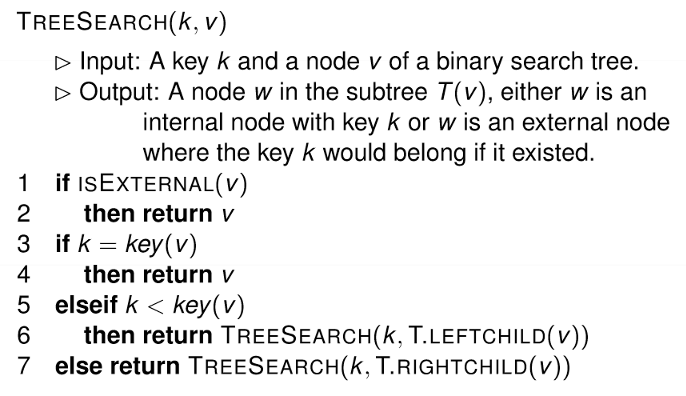 TREESEARCH(k, v)
▷ Input: A key k and a node v of a binary search tree.
▷ Output: A node w in the subtree T(v), either w is an
internal node with key k or w is an external node
where the key k would belong if it existed.
1 if ISEXTERNAL(v)
2 then return v
3 if k = key(v)
4 then return v
5 elseif k < key(v)
6 then return TREESEARCH(k, T.LEFTCHILD(v))
7 else return TREESEARCH(k, T.RIGHTCHILD(v))